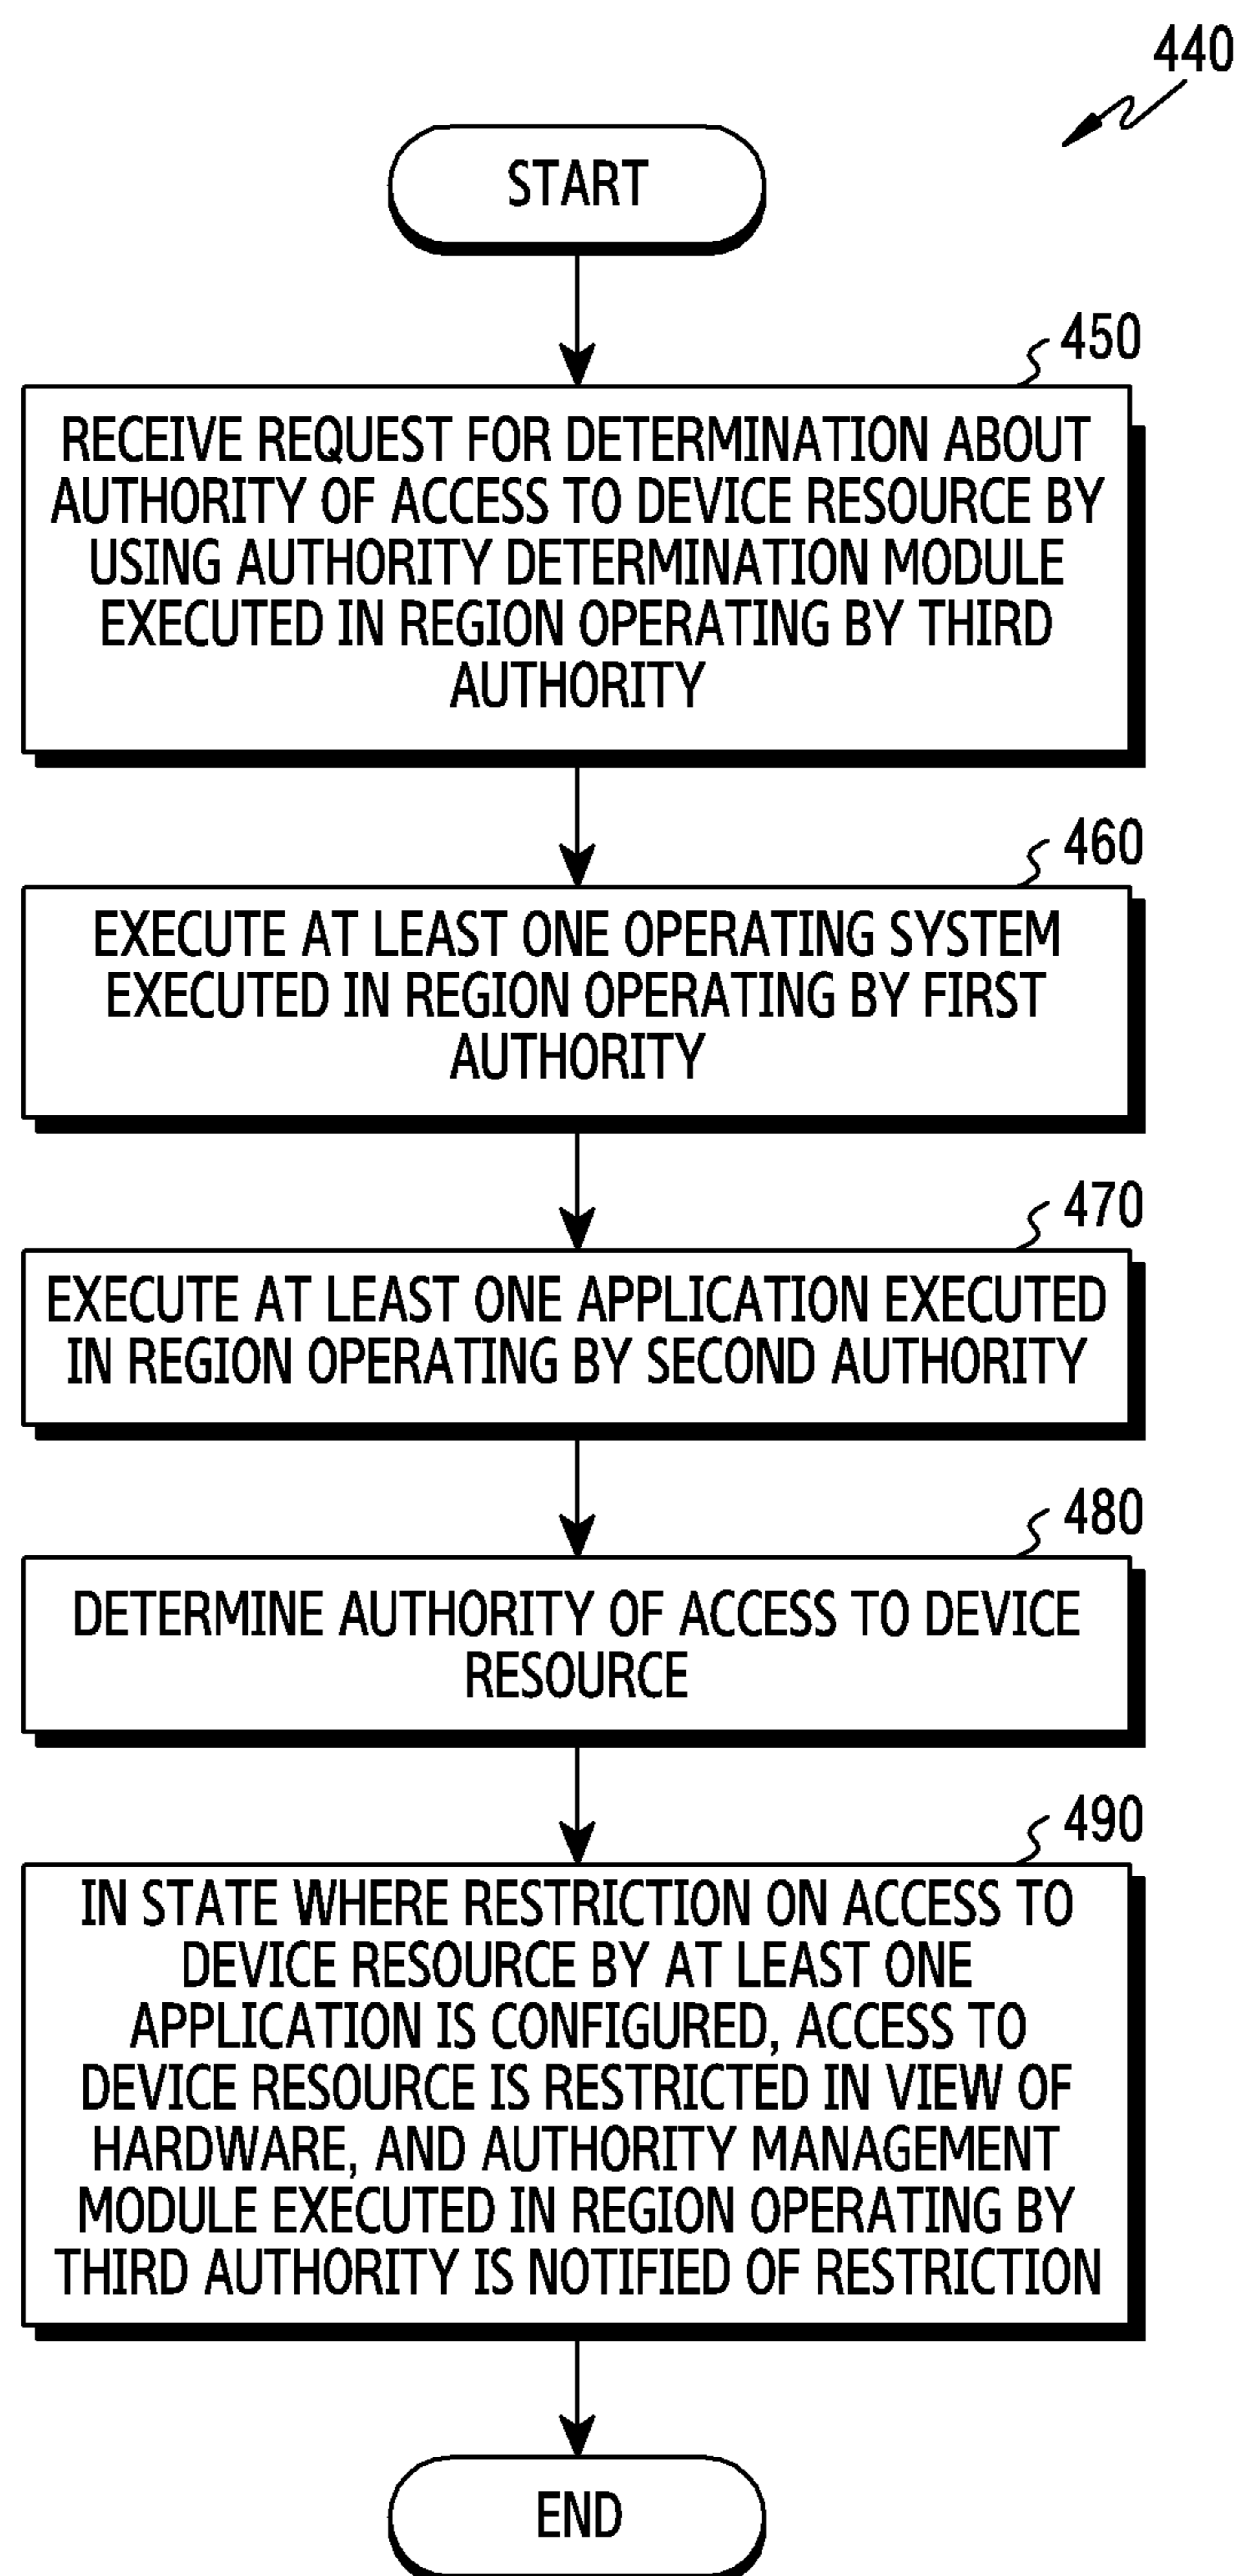 440
START
450
RECEIVE REQUEST FOR DETERMINATION ABOUT
AUTHORITY OF ACCESS TO DEVICE RESOURCE BY
USING AUTHORITY DETERMINATION MODULE
EXECUTED IN REGION OPERATING BY THIRD
AUTHORITY
460
EXECUTE AT LEAST ONE OPERATING SYSTEM
EXECUTED IN REGION OPERATING BY FIRST
AUTHORITY
470
EXECUTE AT LEAST ONE APPLICATION EXECUTED
IN REGION OPERATING BY SECOND AUTHORITY
480
DETERMINE AUTHORITY OF ACCESS TO DEVICE
RESOURCE
490
IN STATE WHERE RESTRICTION ON ACCESS TO
DEVICE RESOURCE BY AT LEAST ONE
APPLICATION IS CONFIGURED, ACCESS TO
DEVICE RESOURCE IS RESTRICTED IN VIEW OF
HARDWARE, AND AUTHORITY MANAGEMENT
MODULE EXECUTED IN REGION OPERATING BY
THIRD AUTHORITY IS NOTIFIED OF RESTRICTION
END